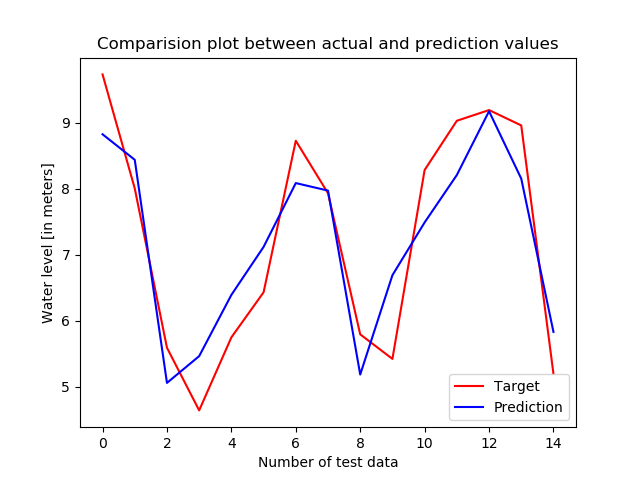 Comparision plot between actual and prediction values
Water level [in meters]
9
8
7
6
5
0 2 4 6 8 10 12 14
Number of test data
Target
Prediction